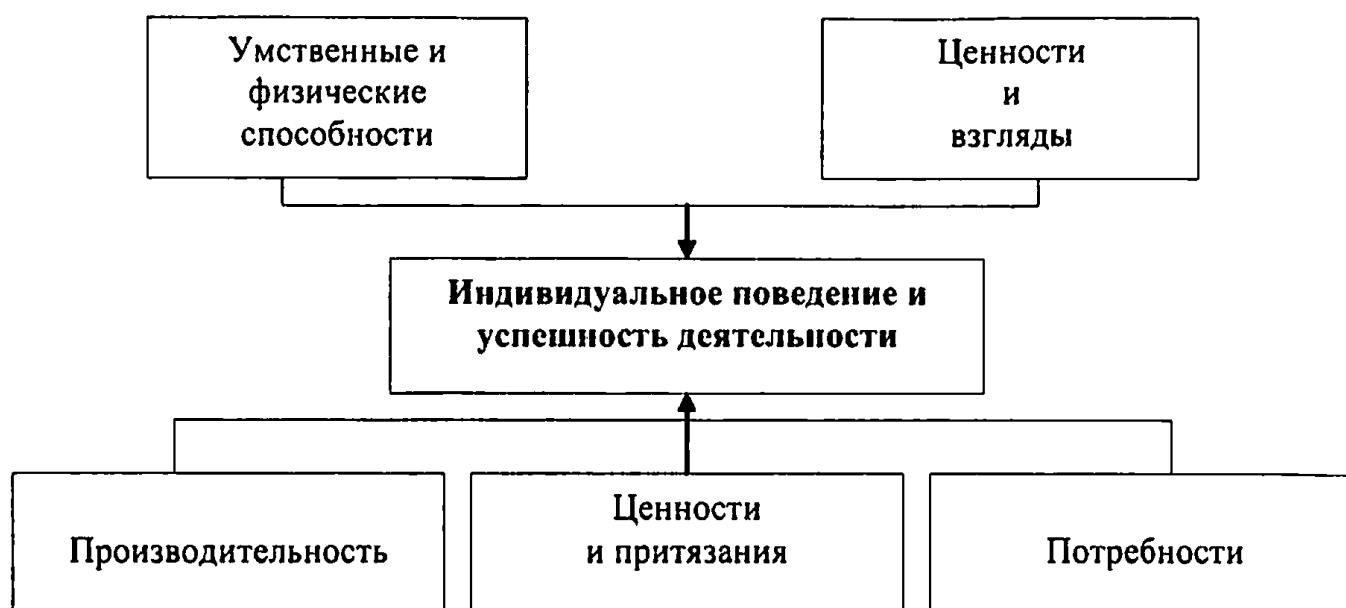 Умственные и
физические
способности
Ценности
и
взгляды
Индивидуальное поведение и
успешность деятельности
Производительность
Ценности
и притязания
Потребности